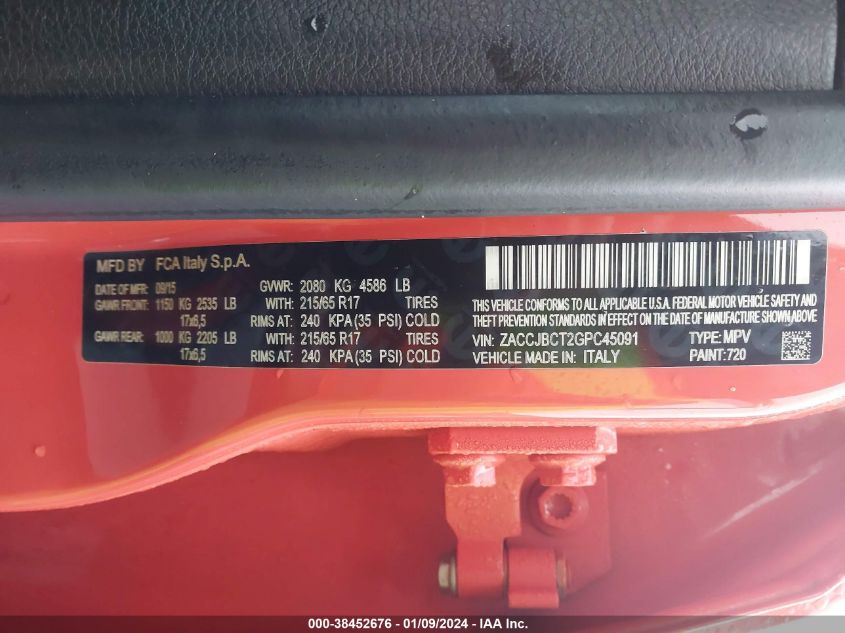 MFD BY FCA Italy S.p.A.
DATE OF MFR: 09/15 GVWR: 2080 KG 4586 LB
GAWR FRONT: 1150 KG 2535 LB WITH: 215/65 R17 TIRES
17x6,5 RIMS AT: 240 KPA (35 PSI) COLD
GAWR REAR: 1000 KG 2205 LB WITH: 215/65 R17 TIRES
17x6,5 RIMS AT: 240 KPA (35 PSI) COLD
THIS VEHICLE CONFORMS TO ALL APPLICABLE U.S.A. FEDERAL MOTOR VEHICLE SAFETY AND
THEFT PREVENTION STANDARDS IN EFFECT ON THE DATE OF MANUFACTURE SHOWN ABOVE
VIN: ZACCJBCT2GPC45091 TYPE: MPV
VEHICLE MADE IN: ITALY PAINT: 720
000-38452676 - 01/09/2024 - IAA Inc.